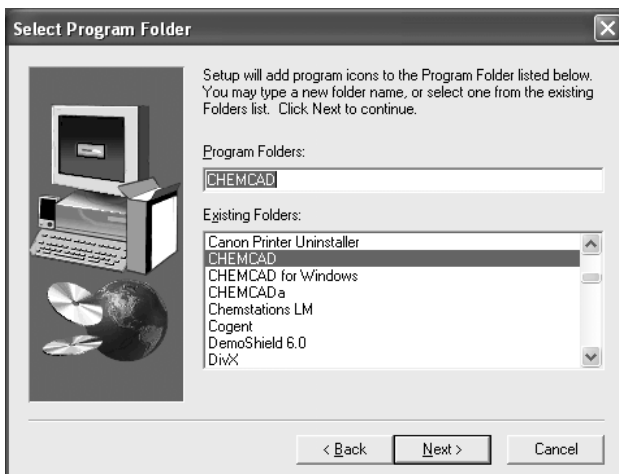 Select Program Folder
Setup will add program icons to the Program Folder listed below.
You may type a new folder name, or select one from the existing
Folders list. Click Next to continue.
Program Folders:
CHEMCAD
Existing Folders:
Canon Printer Uninstaller
CHEMCAD
CHEMCAD for Windows
CHEMCADa
Chemstations LM
Cogent
DemoShield 6.0
DivX
< Back Next > Cancel